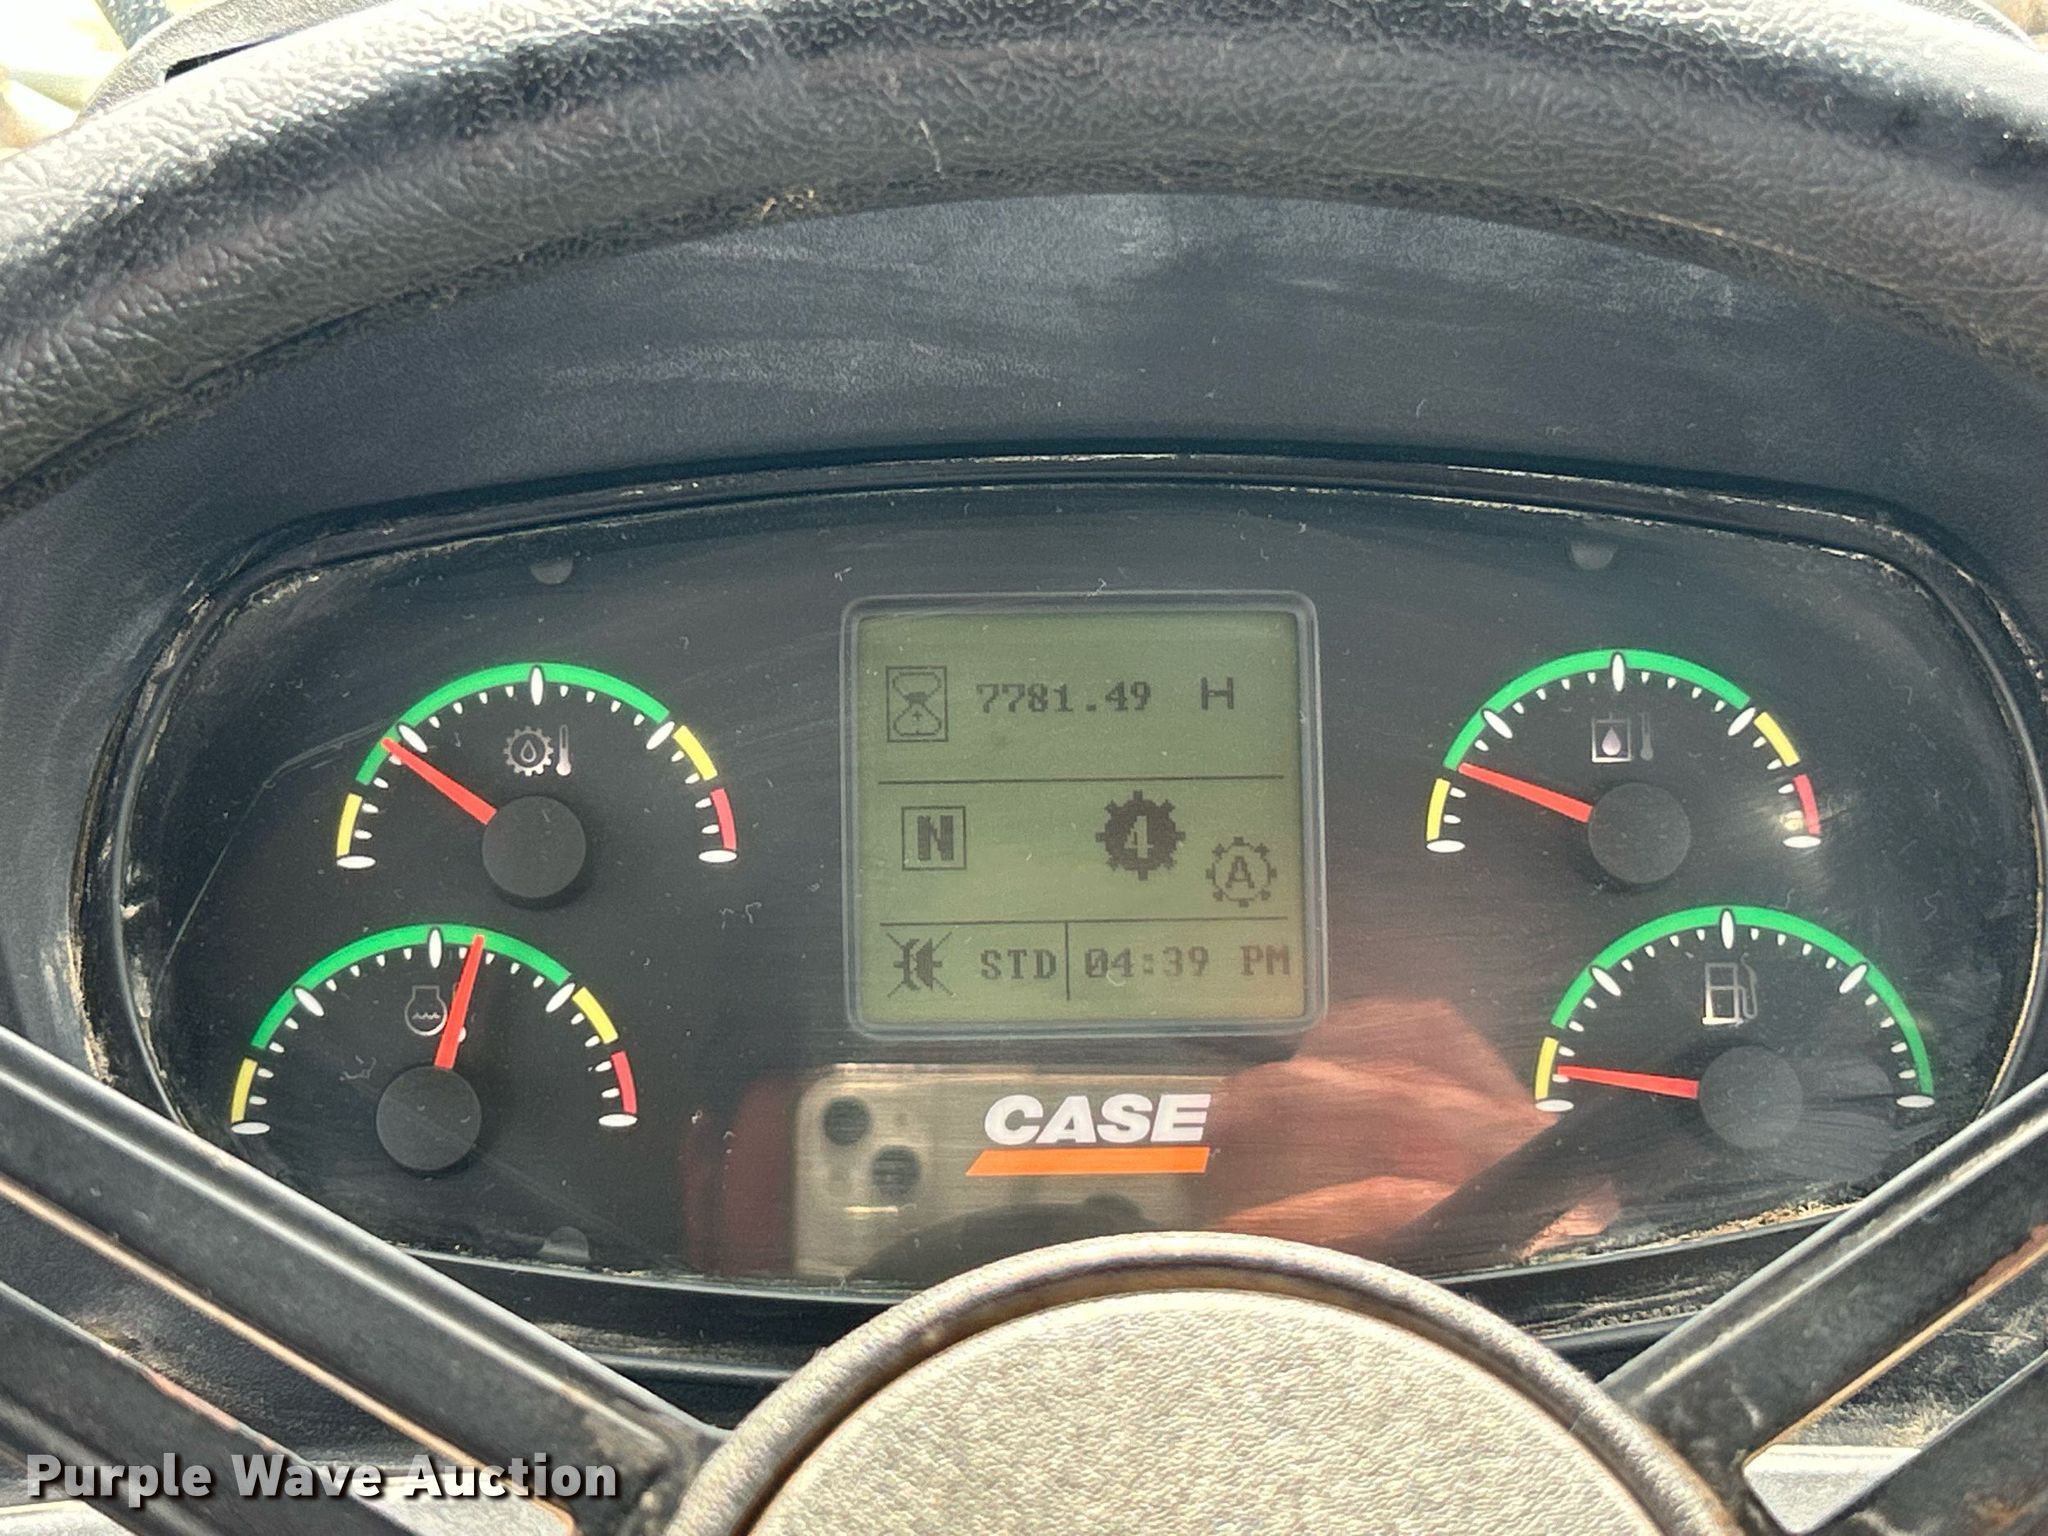 7781.49 H
N 4 A
STD 04:39 PM
CASE
Purple Wave Auction